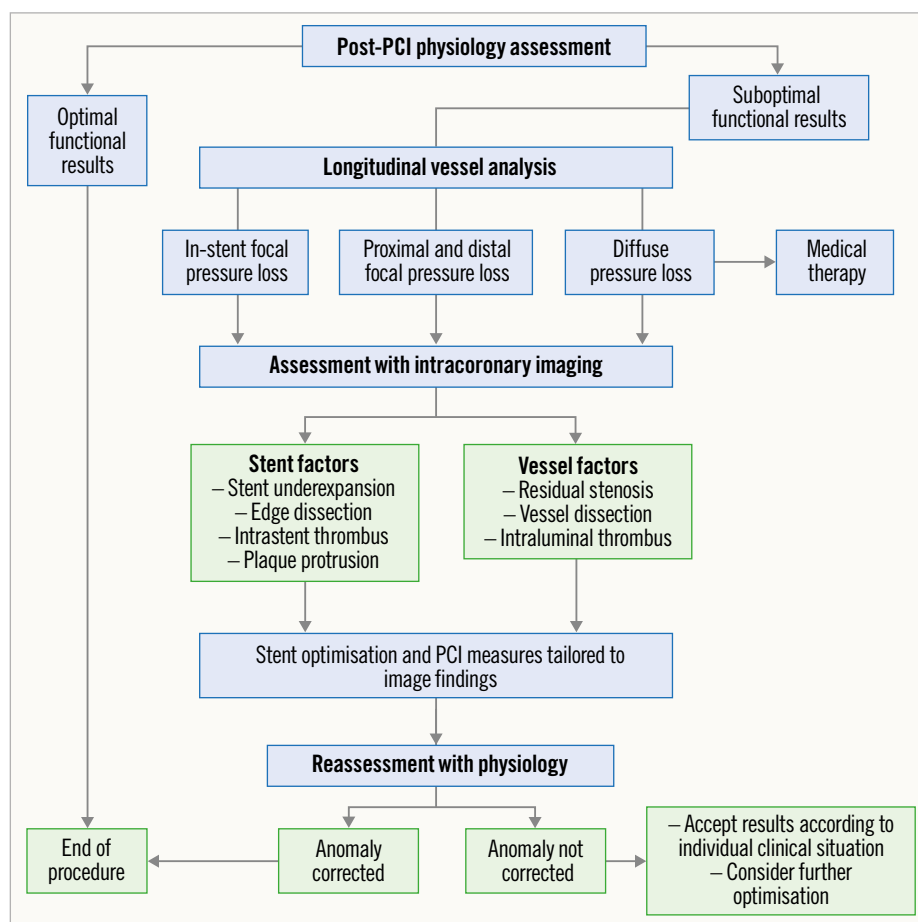 Post-PCI physiology assessment
Optimal
functional
results
Suboptimal
functional results
Longitudinal vessel analysis
In-stent focal
pressure loss
Proximal and distal
focal pressure loss
Diffuse
pressure loss
Medical
therapy
Assessment with intracoronary imaging
Stent factors
– Stent underexpansion
– Edge dissection
– Intrastent thrombus
– Plaque protrusion
Vessel factors
– Residual stenosis
– Vessel dissection
– Intraluminal thrombus
Stent optimisation and PCI measures tailored to
image findings
Reassessment with physiology
End of
procedure
Anomaly
corrected
Anomaly not
corrected
– Accept results according to
individual clinical situation
– Consider further
optimisation